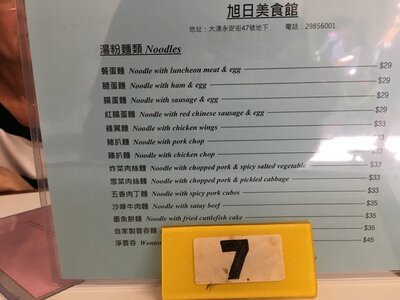 旭日美食館
地址：大澳永安街47號地下 電話：29856001
湯粉麵類 Noodles
餐蛋麵 Noodle with luncheon meat & egg $29
腿蛋麵 Noodle with ham & egg $29
腸蛋麵 Noodle with sausage & egg $29
紅腸蛋麵 Noodle with red chinese sausage & egg $29
雞翼麵 Noodle with chicken wings $33
豬扒麵 Noodle with pork chop $33
雞扒麵 Noodle with chicken chop $33
炸菜肉絲麵 Noodle with chopped pork & spicy salted vegetable $33
雪菜肉絲麵 Noodle with chopped pork & pickled cabbage $33
五香肉丁麵 Noodle with spicy pork cubes $33
沙嗲牛肉麵 Noodle with satay beef $35
墨魚餅麵 Noodle with fried cuttlefish cake $35
自家製雲吞麵 $40
淨雲吞 $45
7